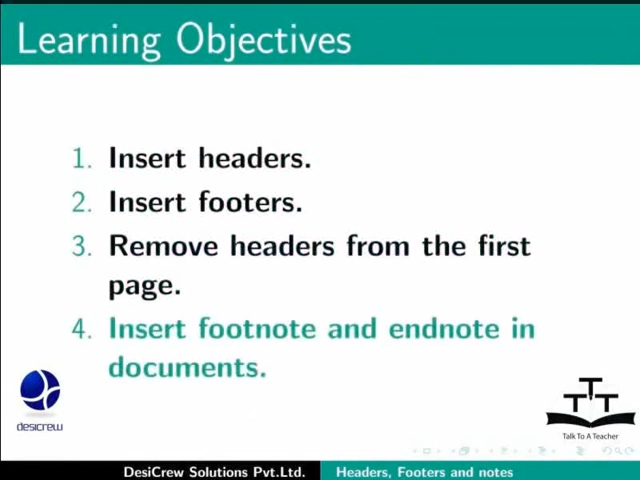 Learning Objectives
1. Insert headers.
2. Insert footers.
3. Remove headers from the first
page.
4. Insert footnote and endnote in
documents.
desicrew
TTT
Talk To A Teacher
DesiCrew Solutions Pvt.Ltd. Headers, Footers and notes